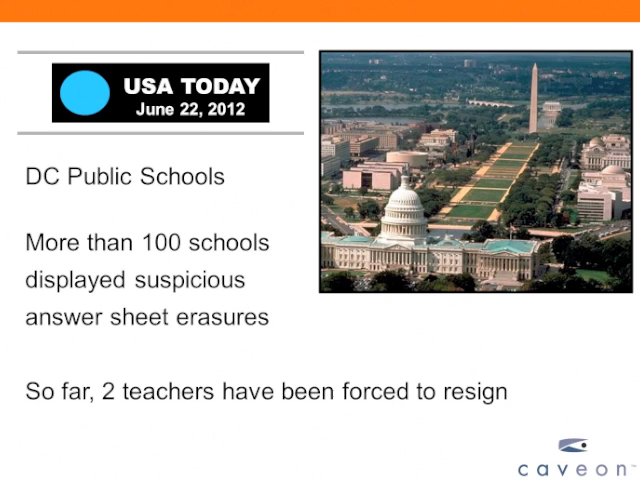 USA TODAY
June 22, 2012
DC Public Schools
More than 100 schools
displayed suspicious
answer sheet erasures
So far, 2 teachers have been forced to resign
caveon™